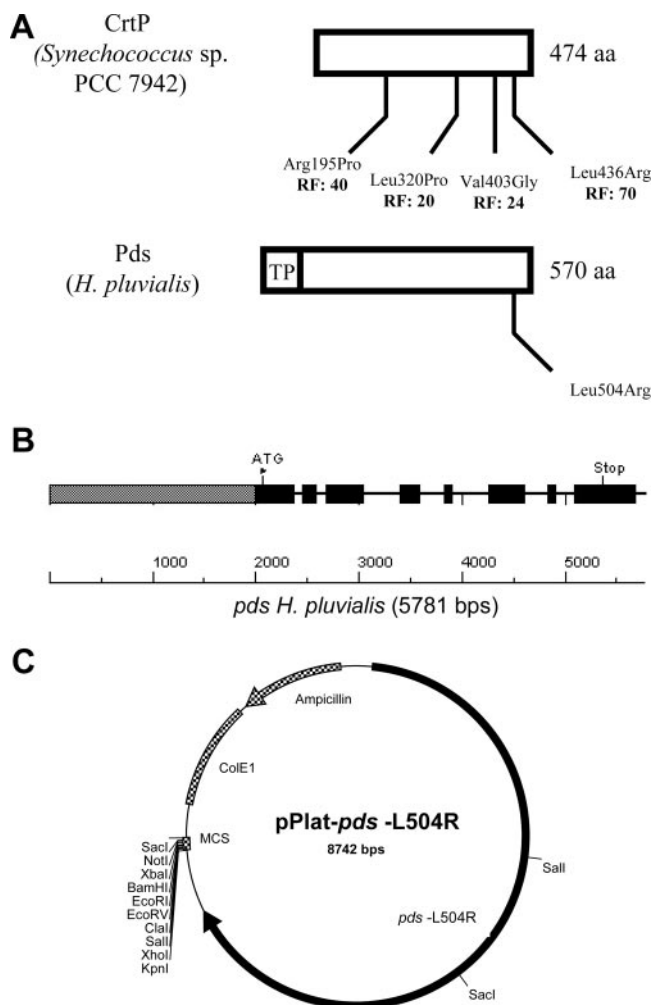 A
CrtP
(Synechococcus sp.
PCC 7942)
474 aa
Arg195Pro
RF: 40
Leu320Pro
RF: 20
Val403Gly
RF: 24
Leu436Arg
RF: 70
Pds
(H. pluvialis)
TP
570 aa
Leu504Arg
B
ATG
Stop
1000 2000 3000 4000 5000
pds H. pluvialis (5781 bps)
C
Ampicillin
ColE1
pPlat-pds -L504R
8742 bps
MCS
SacI
NotI
XbaI
BamHI
EcoRI
EcoRV
ClaI
SalI
XhoI
KpnI
SalI
pds -L504R
SacI